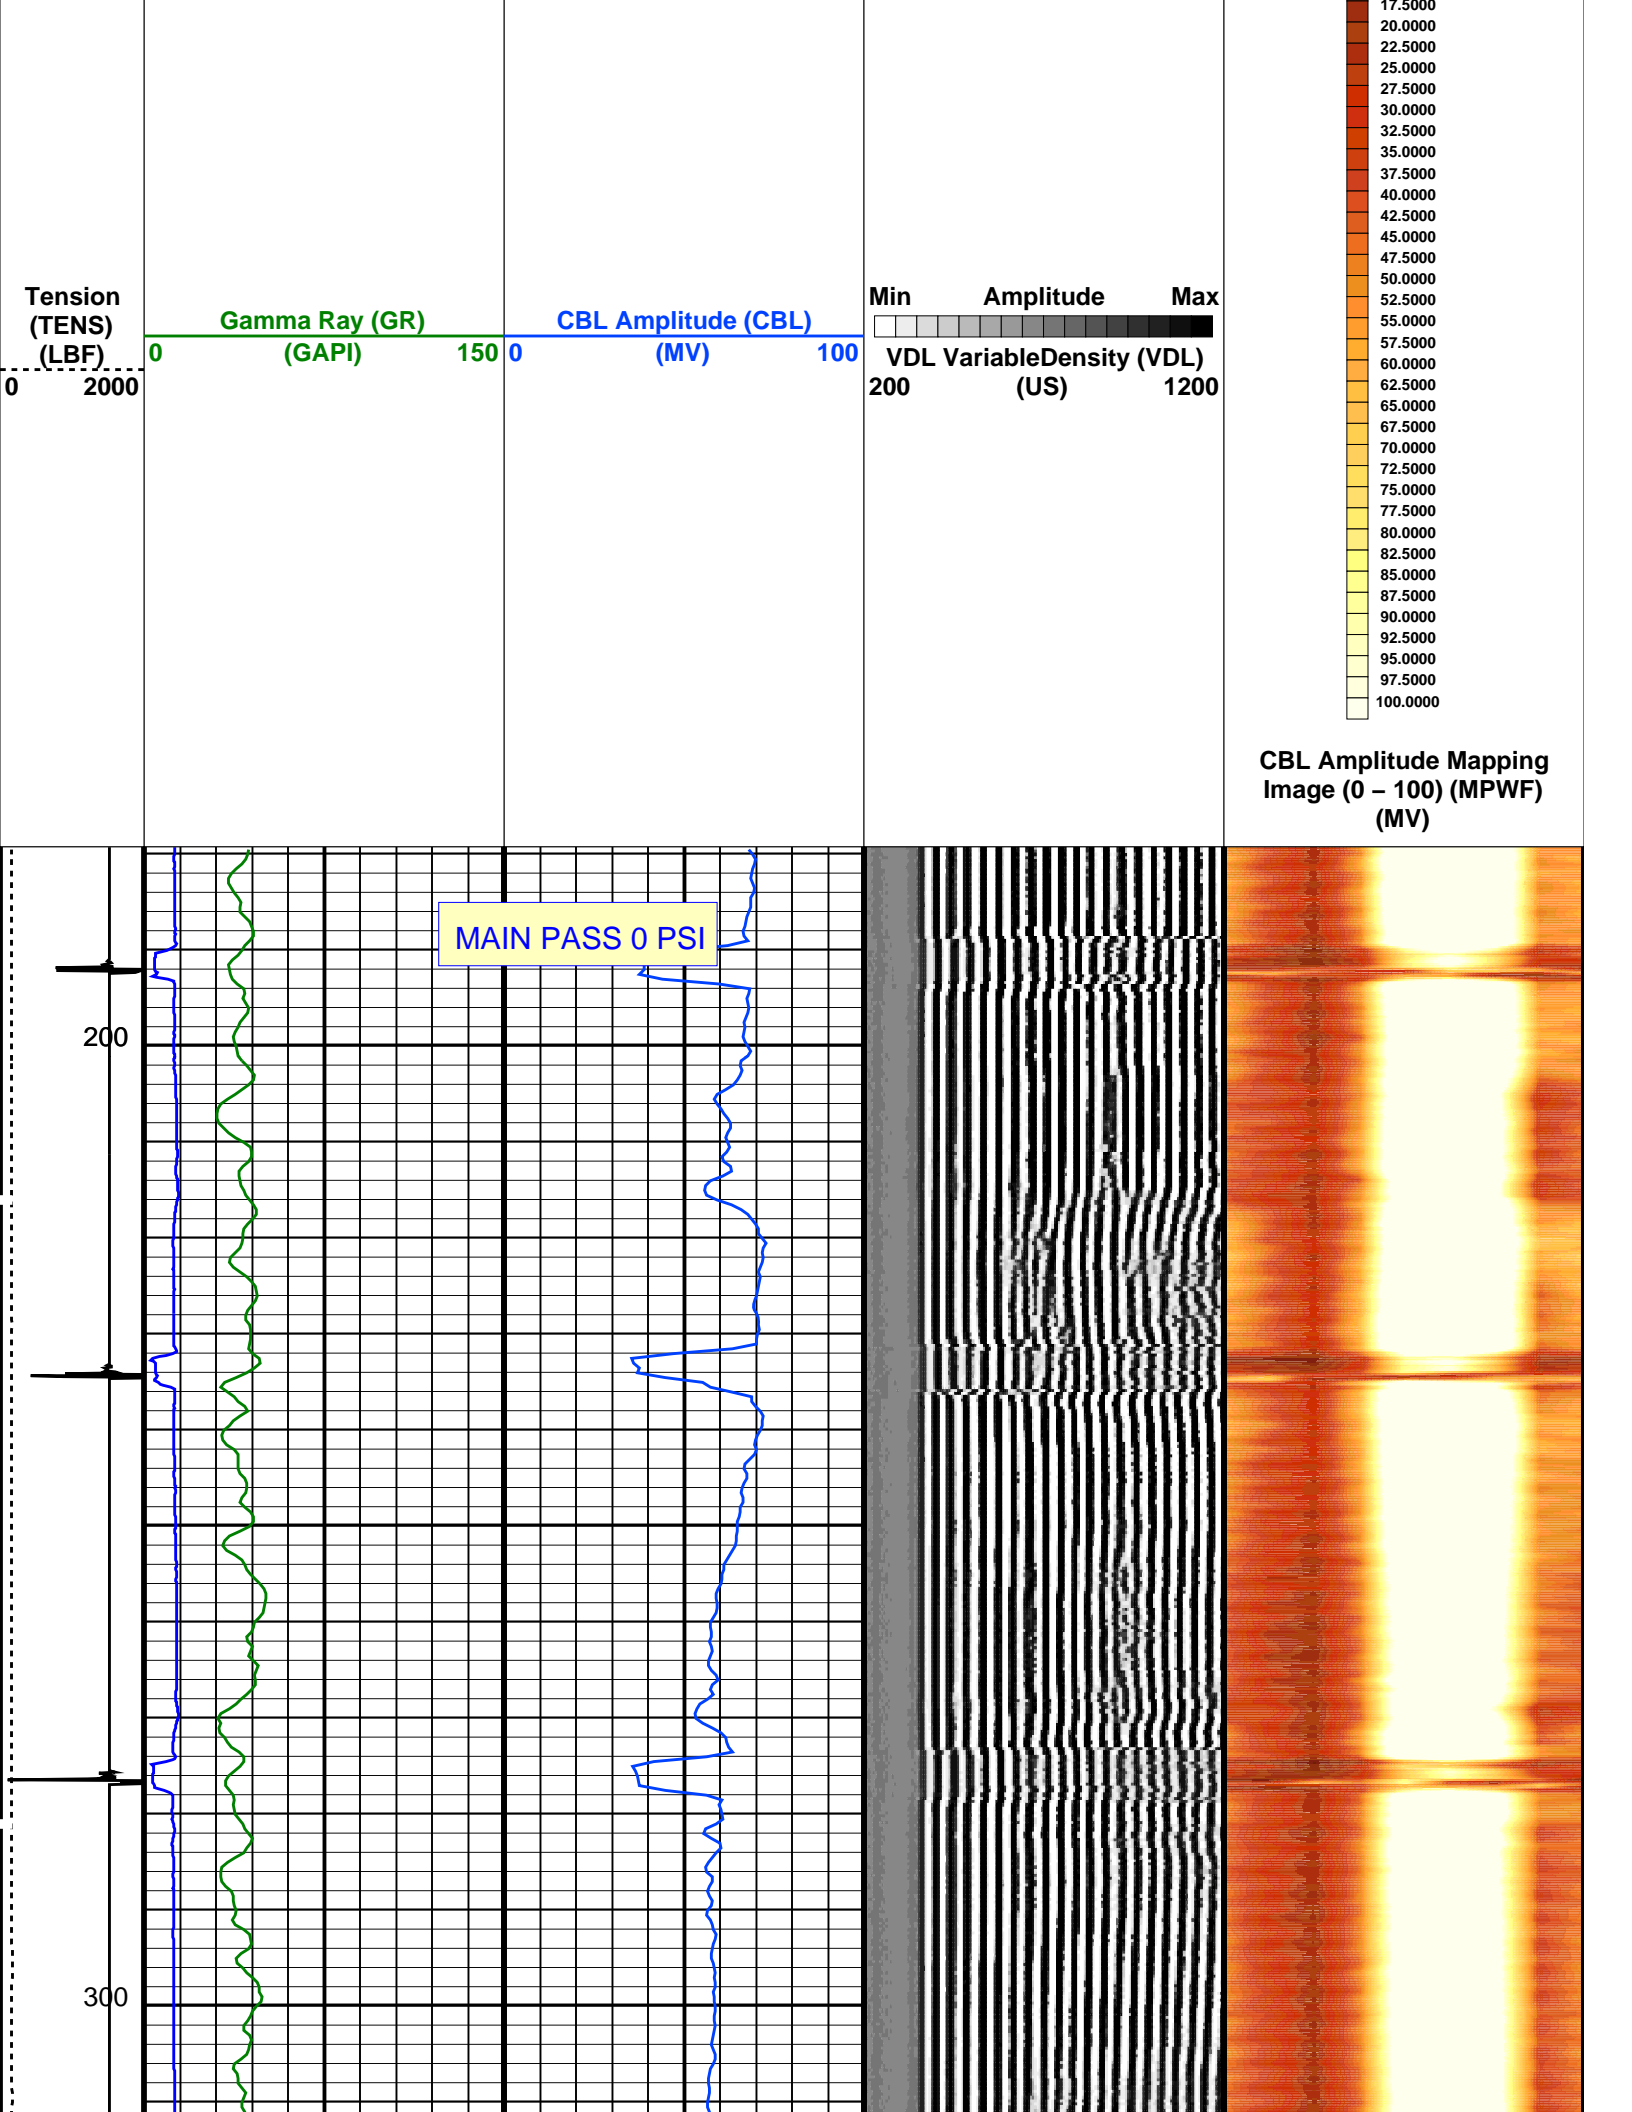 17.5000
20.0000
22.5000
25.0000
27.5000
30.0000
32.5000
35.0000
37.5000
40.0000
42.5000
45.0000
47.5000
50.0000
52.5000
55.0000
57.5000
60.0000
62.5000
65.0000
67.5000
70.0000
72.5000
75.0000
77.5000
80.0000
82.5000
85.0000
87.5000
90.0000
92.5000
95.0000
97.5000
100.0000
Tension
(TENS)
(LBF)
0 2000
Gamma Ray (GR)
0 (GAPI) 150
CBL Amplitude (CBL)
0 (MV) 100
Min Amplitude Max
VDL VariableDensity (VDL)
200 (US) 1200
CBL Amplitude Mapping
Image (0 – 100) (MPWF)
(MV)
MAIN PASS 0 PSI
200
300